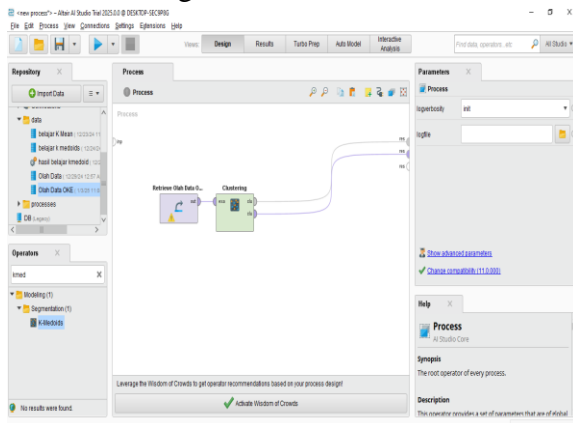 <new process*> – Altair AI Studio Trial 2025.0.0 @ DESKTOP-SEC9P0G
File Edit Process View Connections Settings Extensions Help
Views: Design Results Turbo Prep Auto Model Interactive Analysis
Find data, operators...etc
All Studio
Repository
Import Data
data
belajar K Mean
belajar k medoids
hasil belajar kmedoid
Olah Data
Olah Data OKE
processes
DB (Legacy)
Operators
kmed
Modeling (1)
Segmentation (1)
K-Medoids
No results were found.
Process
Process
Process
inp
res
res
res
Retrieve Olah Data O...
out
Clustering
exa
clu
clu
Leverage the Wisdom of Crowds to get operator recommendations based on your process design!
Activate Wisdom of Crowds
Parameters
Process
logverbosity
init
logfile
Show advanced parameters
Change compatibility (11.0.000)
Help
Process
AI Studio Core
Synopsis
The root operator of every process.
Description
This operator provides a set of parameters that are of global